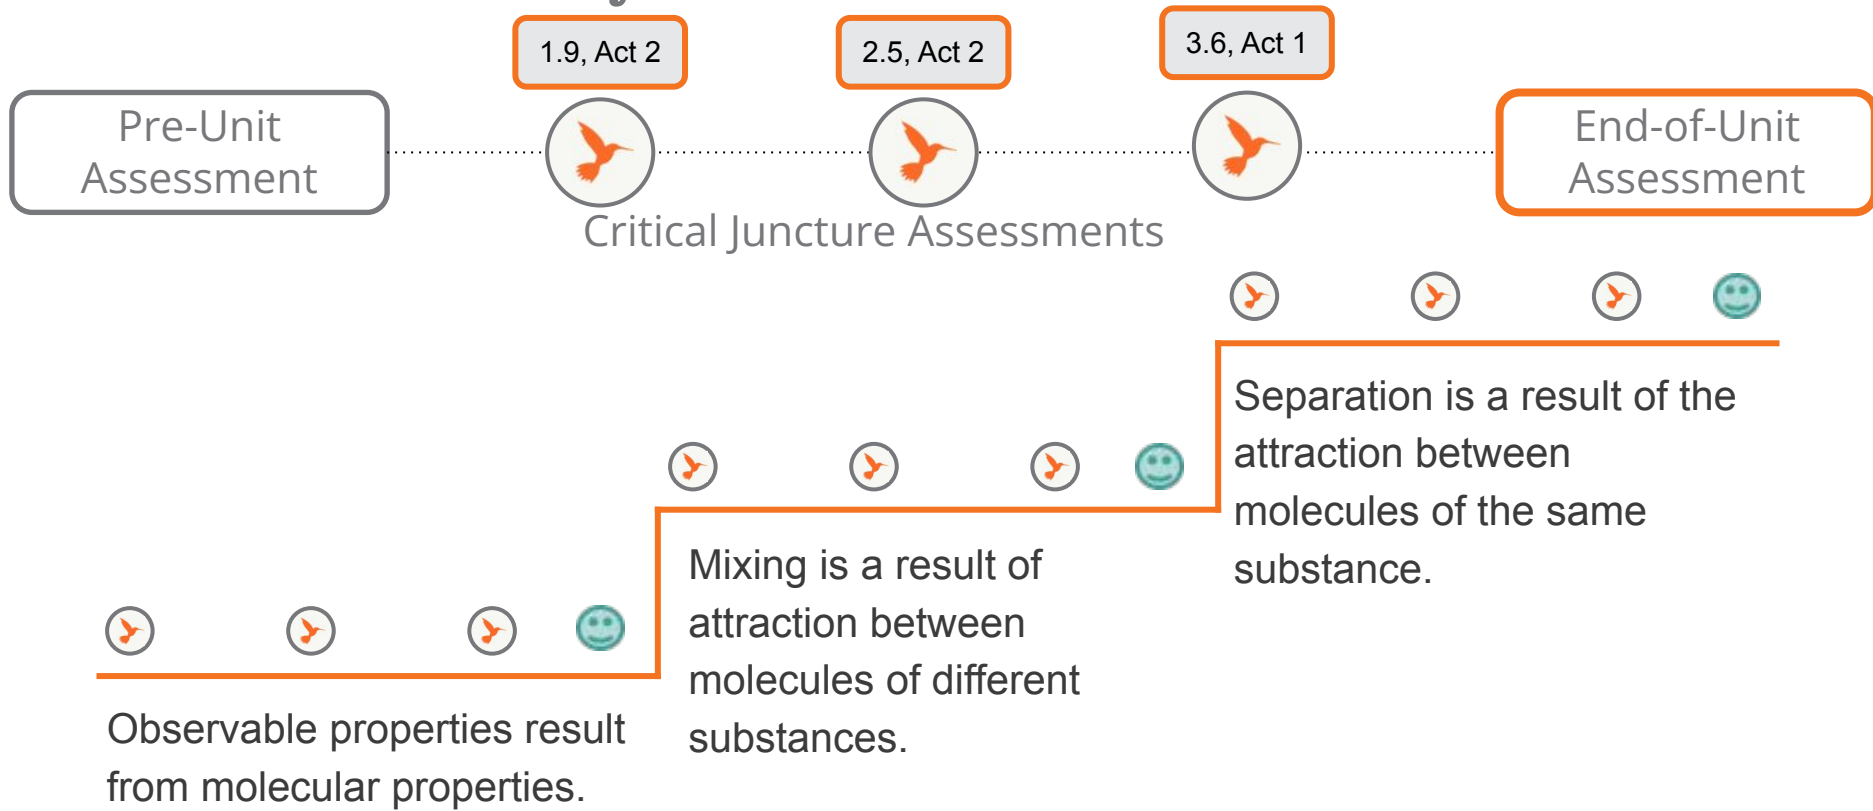 1.9, Act 2
2.5, Act 2
3.6, Act 1
Pre-Unit
Assessment
End-of-Unit
Assessment
Critical Juncture Assessments
Separation is a result of the
attraction between
molecules of the same
substance.
Mixing is a result of
attraction between
molecules of different
substances.
Observable properties result
from molecular properties.